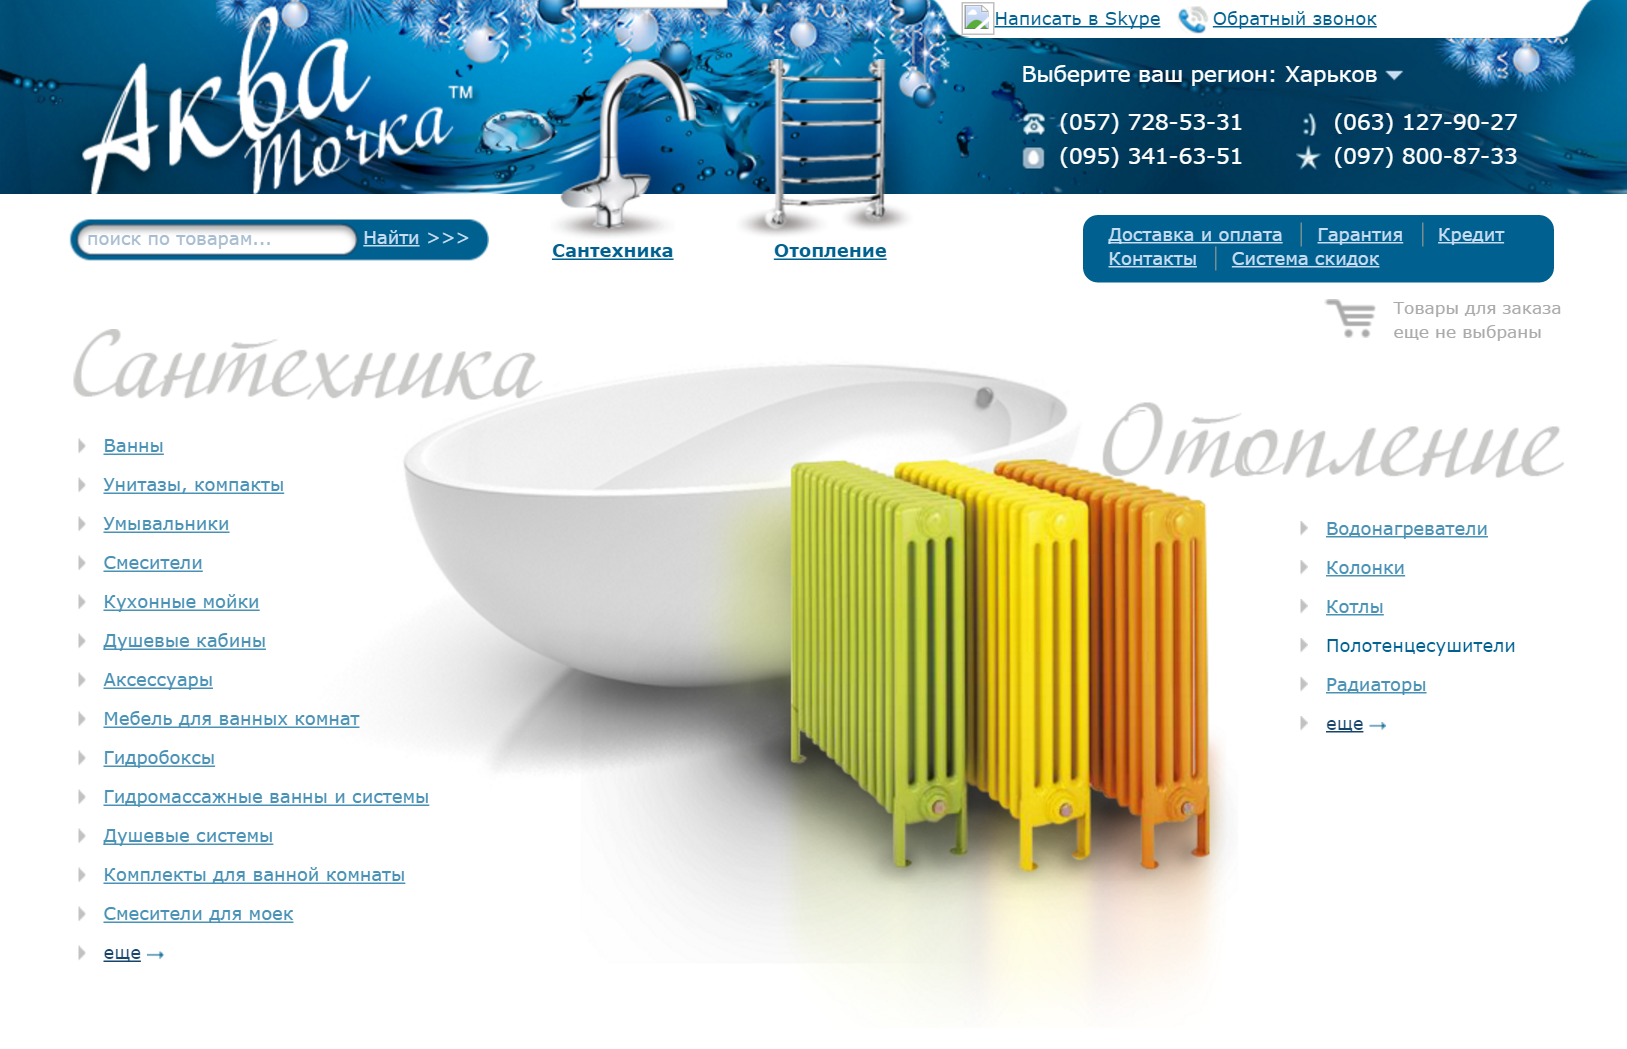 Написать в Skype
Обратный звонок
Аква
точка™
Выберите ваш регион: Харьков
(057) 728-53-31
(063) 127-90-27
(095) 341-63-51
(097) 800-87-33
поиск по товарам...
Найти >>>
Сантехника
Отопление
Доставка и оплата
Гарантия
Кредит
Контакты
Система скидок
Товары для заказа
еще не выбраны
Сантехника
Ванны
Унитазы, компакты
Умывальники
Смесители
Кухонные мойки
Душевые кабины
Аксессуары
Мебель для ванных комнат
Гидробоксы
Гидромассажные ванны и системы
Душевые системы
Комплекты для ванной комнаты
Смесители для моек
еще →
Отопление
Водонагреватели
Колонки
Котлы
Полотенцесушители
Радиаторы
еще →